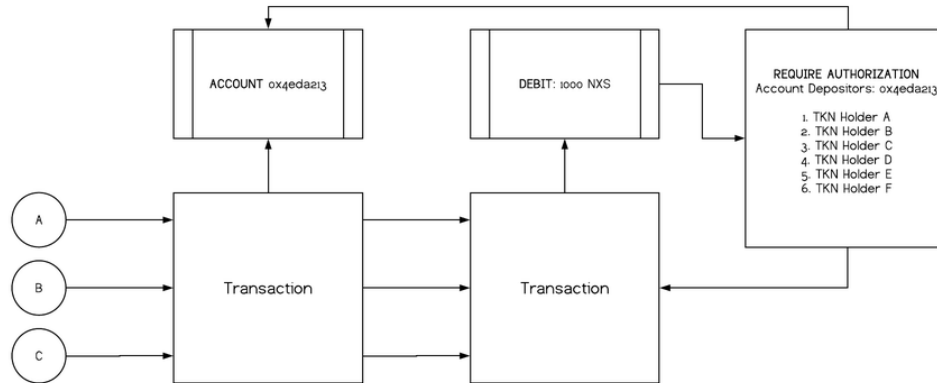 ACCOUNT 0x4eda213
DEBIT: 1000 NXS
REQUIRE AUTHORIZATION
Account Depositors: 0x4eda213
1. TKN Holder A
2. TKN Holder B
3. TKN Holder C
4. TKN Holder D
5. TKN Holder E
6. TKN Holder F
A
B
C
Transaction
Transaction